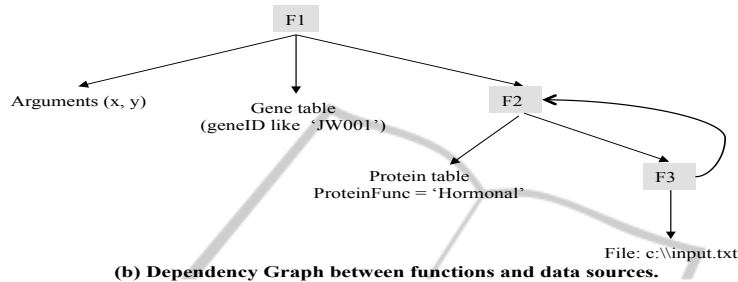 F1
Arguments (x, y)
Gene table
(geneID like ‘JW001’)
F2
Protein table
ProteinFunc = ‘Hormonal’
F3
File: c:\\input.txt
(b) Dependency Graph between functions and data sources.